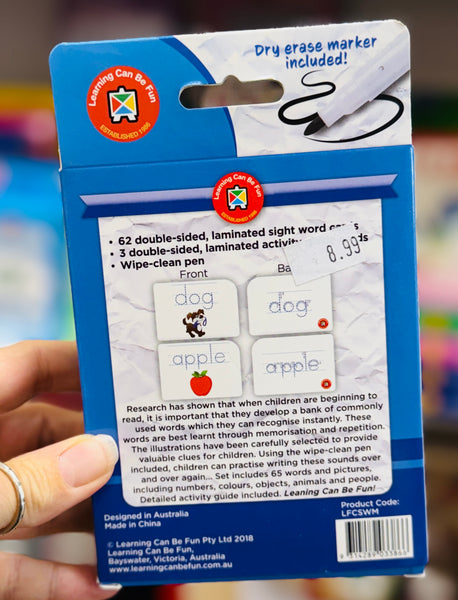 Dry erase marker
included!
Learning Can Be Fun
ESTABLISHED 1986
Learning Can Be Fun
ESTABLISHED 1986
• 62 double-sided, laminated sight word cards
• 3 double-sided, laminated activity
• Wipe-clean pen
8.99
Front
dog
dog
apple
apple
Research has shown that when children are beginning to
read, it is important that they develop a bank of commonly
used words which they can recognise instantly. These
words are best learnt through memorisation and repetition.
The illustrations have been carefully selected to provide
valuable clues for children. Using the wipe-clean pen
included, children can practise writing these words over
and over again... Set includes 65 words and pictures,
including numbers, colours, objects, animals and people.
Detailed activity guide included. Leaning Can Be Fun!
Designed in Australia
Made in China
Product Code:
LFCSWM
© Learning Can Be Fun Pty Ltd 2018
Learning Can Be Fun,
Bayswater, Victoria, Australia
www.learningcanbefun.com.au
9 314289 033866